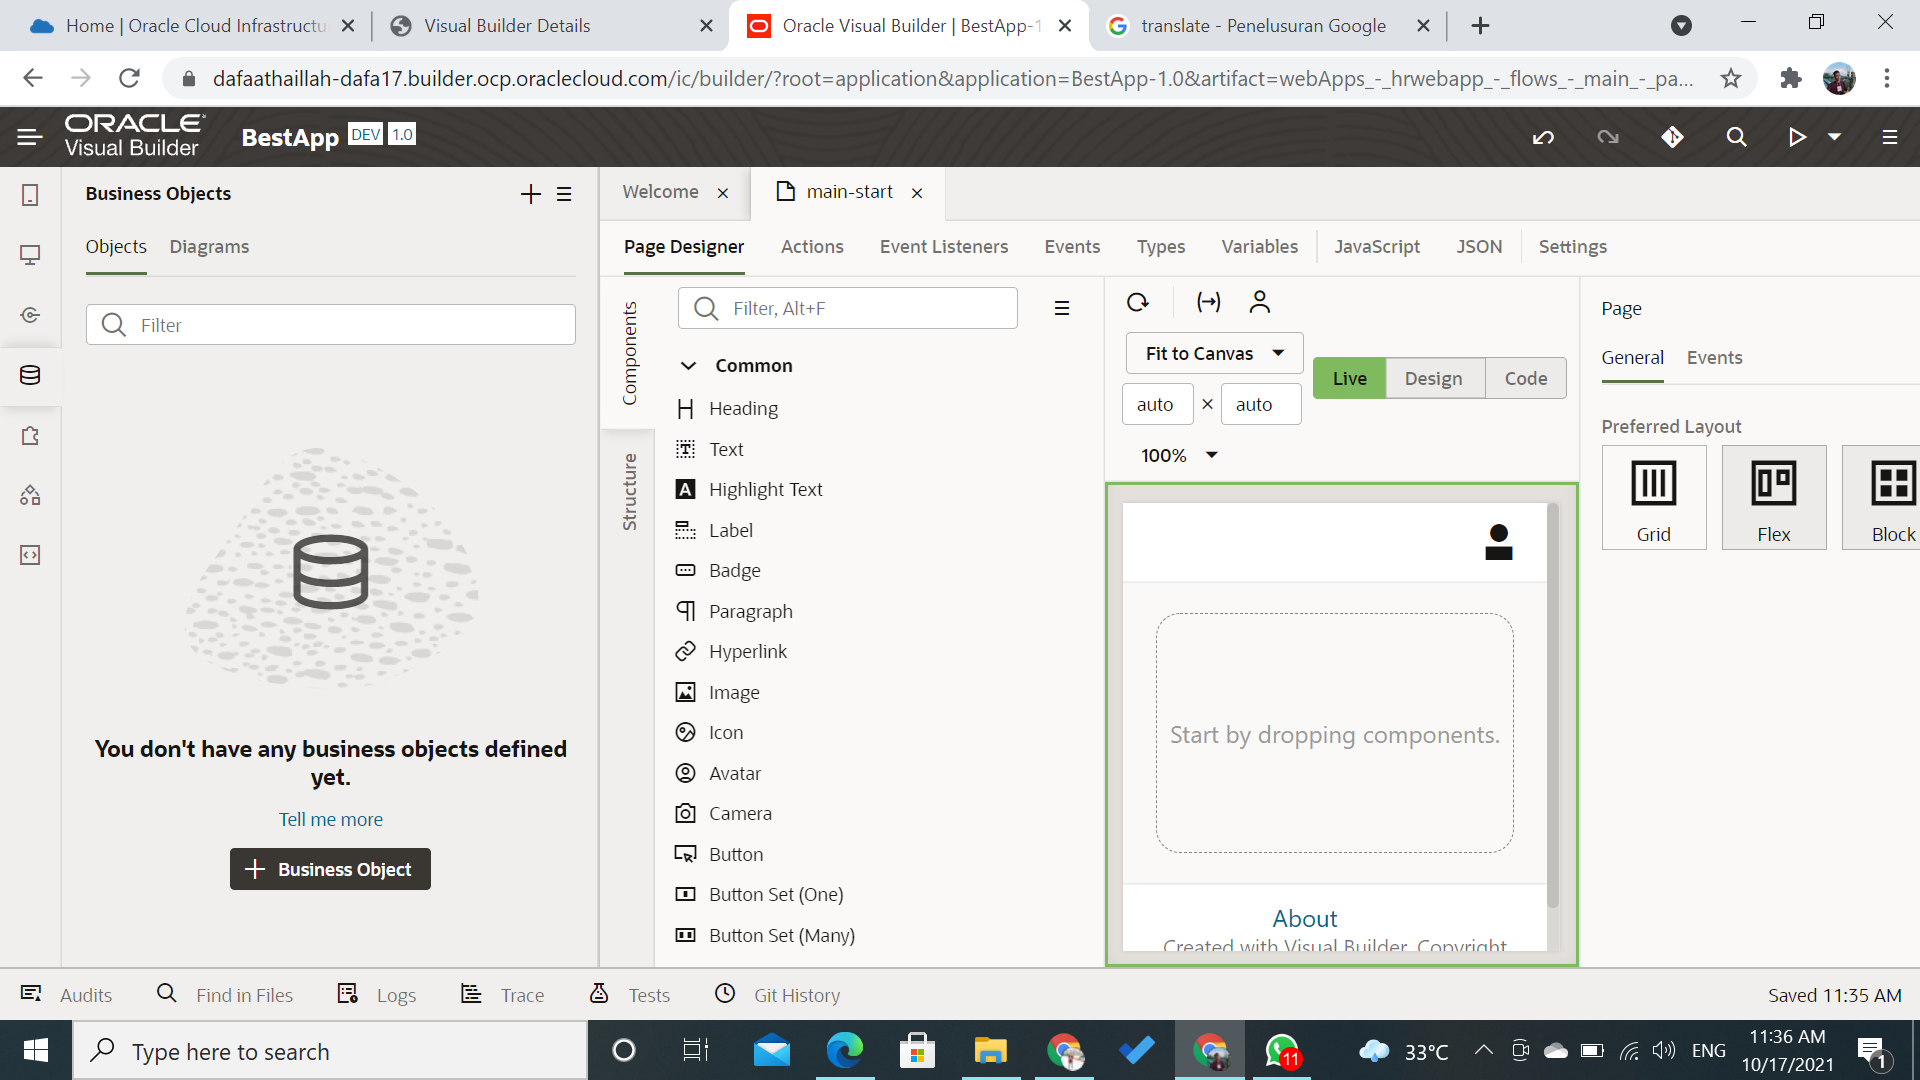 Home | Oracle Cloud Infrastructu
Visual Builder Details
Oracle Visual Builder | BestApp-1
translate - Penelusuran Google
dafaathaillah-dafa17.builder.ocp.oraclecloud.com/ic/builder/?root=application&application=BestApp-1.0&artifact=webApps_-_hrwebapp_-_flows_-_main_-_pa...
ORACLE
Visual Builder
BestApp DEV 1.0
Business Objects
Objects Diagrams
Filter
You don't have any business objects defined
yet.
Tell me more
Business Object
Welcome
main-start
Page Designer Actions Event Listeners Events Types Variables JavaScript JSON Settings
Components
Structure
Filter, Alt+F
Common
Heading
Text
Highlight Text
Label
Badge
Paragraph
Hyperlink
Image
Icon
Avatar
Camera
Button
Button Set (One)
Button Set (Many)
Fit to Canvas
auto × auto
Live Design Code
100%
Start by dropping components.
About
Created with Visual Builder. Copyright
Page
General Events
Preferred Layout
Grid Flex Block
Audits Find in Files Logs Trace Tests Git History
Saved 11:35 AM
Type here to search
11
33°C
ENG
11:36 AM
10/17/2021
1